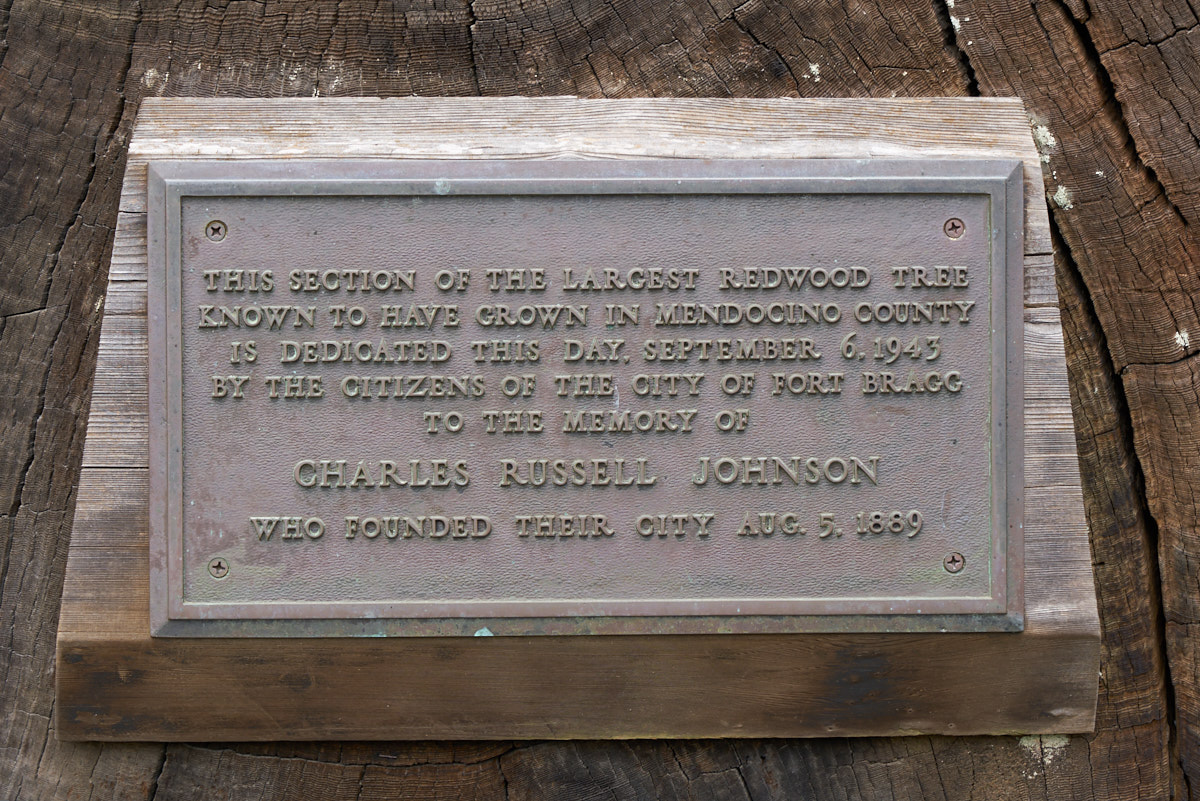 THIS SECTION OF THE LARGEST REDWOOD TREE
KNOWN TO HAVE GROWN IN MENDOCINO COUNTY
IS DEDICATED THIS DAY, SEPTEMBER 6, 1943
BY THE CITIZENS OF THE CITY OF FORT BRAGG
TO THE MEMORY OF
CHARLES RUSSELL JOHNSON
WHO FOUNDED THEIR CITY AUG. 5, 1889